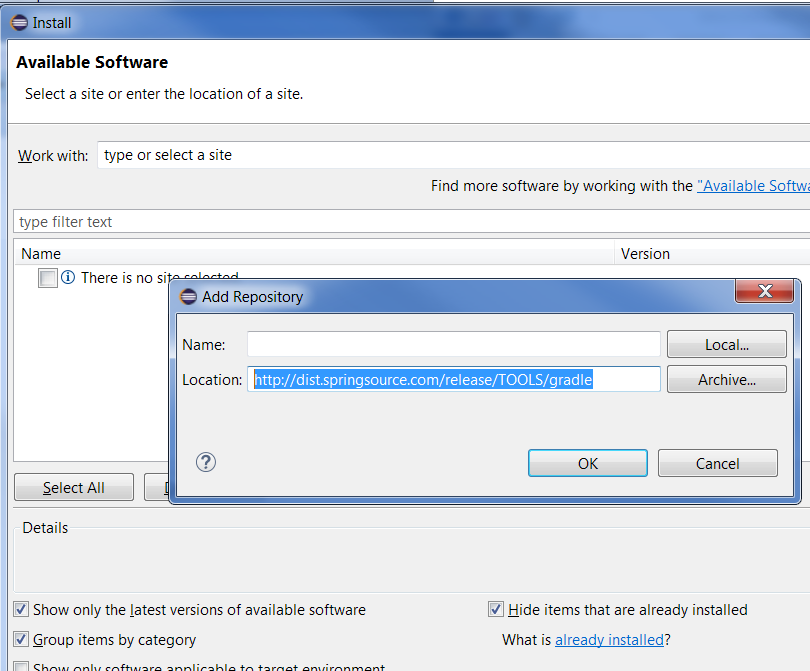 Install
Available Software
Select a site or enter the location of a site.
Work with: type or select a site
Find more software by working with the "Available Softwa
type filter text
Name Version
There is no site selected.
Add Repository
Name: Local...
Location: http://dist.springsource.com/release/TOOLS/gradle Archive...
OK Cancel
Select All D
Details
Show only the latest versions of available software Hide items that are already installed
Group items by category What is already installed?
Show only software applicable to target environment